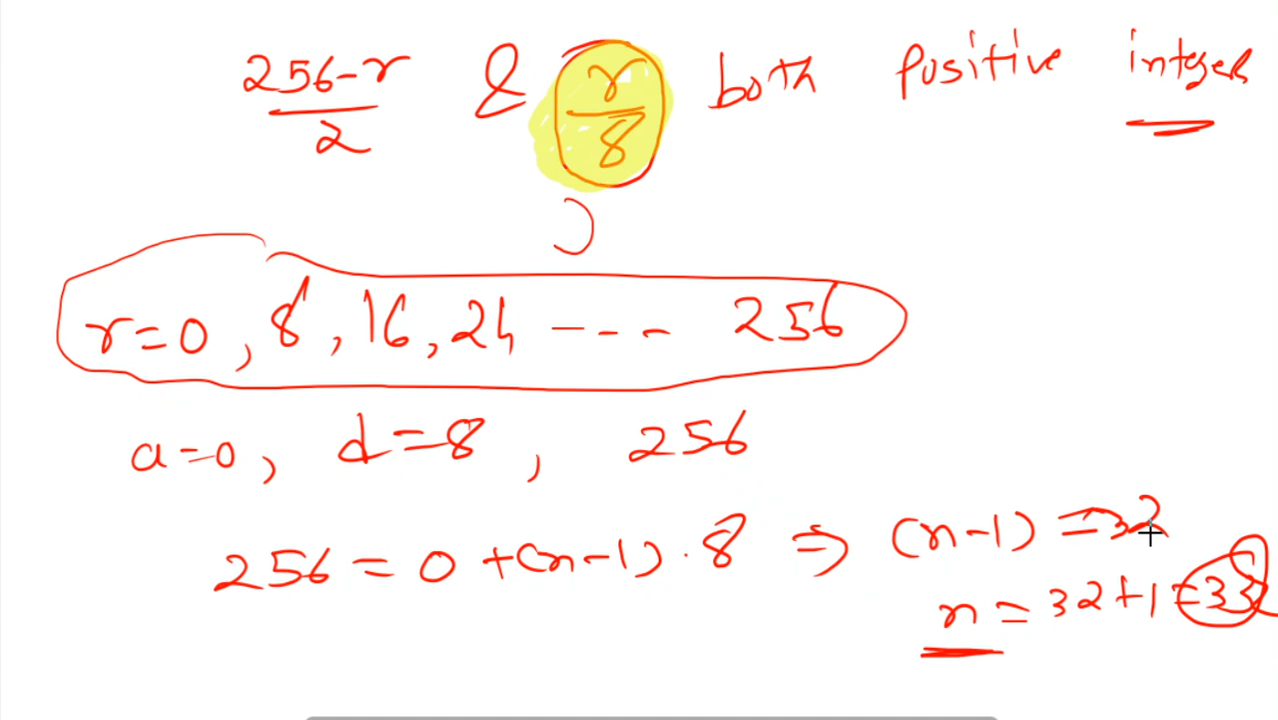 256-r/2 & r/8 both positive integers
r=0, 8, 16, 24 ---- 256
a=0, d=8, 256
256 = 0 +(n-1).8 ⇒ (n-1) = 32
n = 32+1 = 33